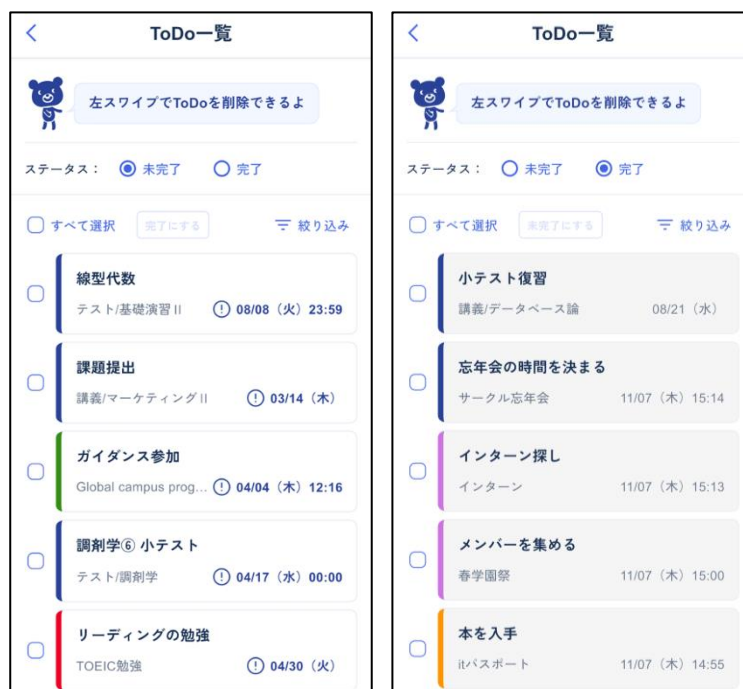 ToDo一覧
左スワイプでToDoを削除できるよ
ステータス： 未完了 完了
すべて選択 完了にする 絞り込み
線型代数
テスト/基礎演習Ⅱ 08/08（火）23:59
課題提出
講義/マーケティングⅡ 03/14（木）
ガイダンス参加
Global campus prog... 04/04（木）12:16
調剤学⑥ 小テスト
テスト/調剤学 04/17（水）00:00
リーディングの勉強
TOEIC勉強 04/30（火）
ToDo一覧
左スワイプでToDoを削除できるよ
ステータス： 未完了 完了
すべて選択 未完了にする 絞り込み
小テスト復習
講義/データベース論 08/21（水）
忘年会の時間を決まる
サークル忘年会 11/07（木）15:14
インターン探し
インターン 11/07（木）15:13
メンバーを集める
春学園祭 11/07（木）15:00
本を入手
itパスポート 11/07（木）14:55